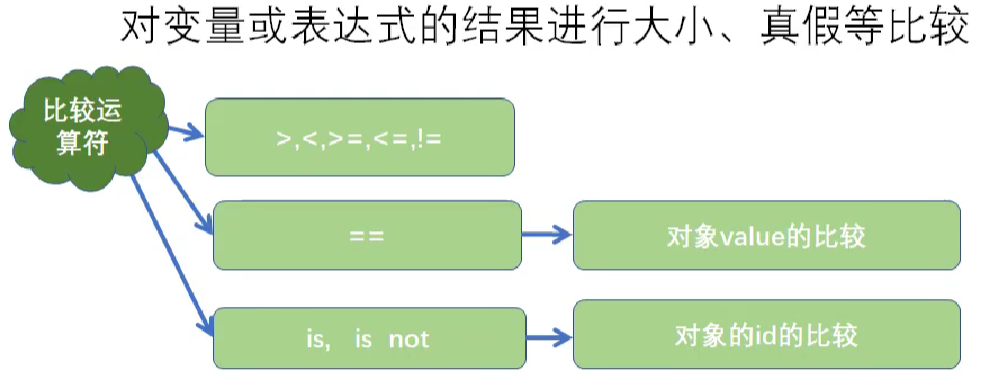 对变量或表达式的结果进行大小、真假等比较
比较运
算符
>,<,>=,<=,!=
==
对象value的比较
is, is not
对象的id的比较